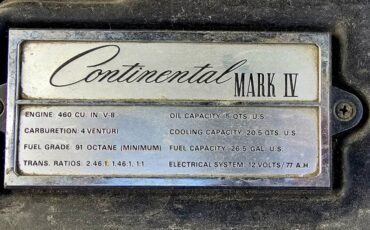 Continental MARK IV
ENGINE: 460 CU. IN. V-8
CARBURETION: 4 VENTURI
FUEL GRADE: 91 OCTANE (MINIMUM)
TRANS. RATIOS: 2.46:1, 1.46:1, 1:1
OIL CAPACITY: 5 QTS. U.S.
COOLING CAPACITY: 20.5 QTS. U.S.
FUEL CAPACITY: 26.5 GAL. U.S.
ELECTRICAL SYSTEM: 12 VOLTS/77 A.H.